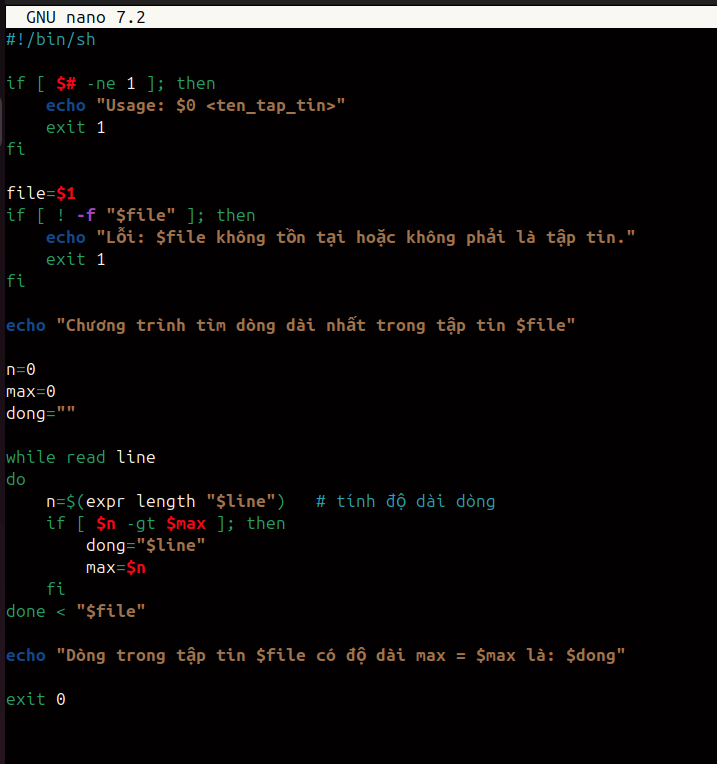 GNU nano 7.2
#!/bin/sh
if [ $# -ne 1 ]; then
    echo "Usage: $0 <ten_tap_tin>"
    exit 1
fi
file=$1
if [ ! -f "$file" ]; then
    echo "Lỗi: $file không tồn tại hoặc không phải là tập tin."
    exit 1
fi
echo "Chương trình tìm dòng dài nhất trong tập tin $file"
n=0
max=0
dong=""
while read line
do
    n=$(expr length "$line")   # tính độ dài dòng
    if [ $n -gt $max ]; then
        dong="$line"
        max=$n
    fi
done < "$file"
echo "Dòng trong tập tin $file có độ dài max = $max là: $dong"
exit 0